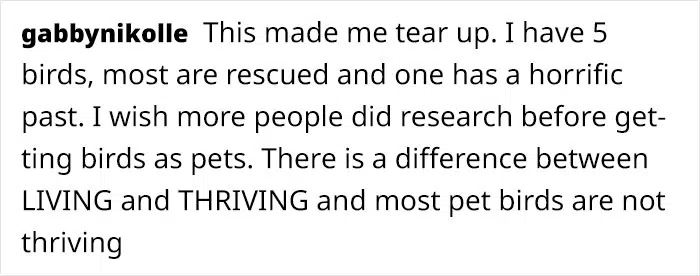 gabbynikolle This made me tear up. I have 5
birds, most are rescued and one has a horrific
past. I wish more people did research before get-
ting birds as pets. There is a difference between
LIVING and THRIVING and most pet birds are not
thriving